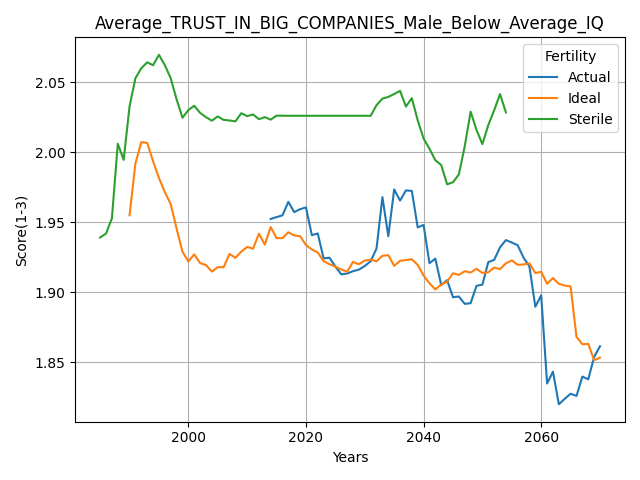 Average_TRUST_IN_BIG_COMPANIES_Male_Below_Average_IQ
Fertility
Actual
Ideal
Sterile
Score(1-3)
2.05
2.00
1.95
1.90
1.85
2000
2020
2040
2060
Years